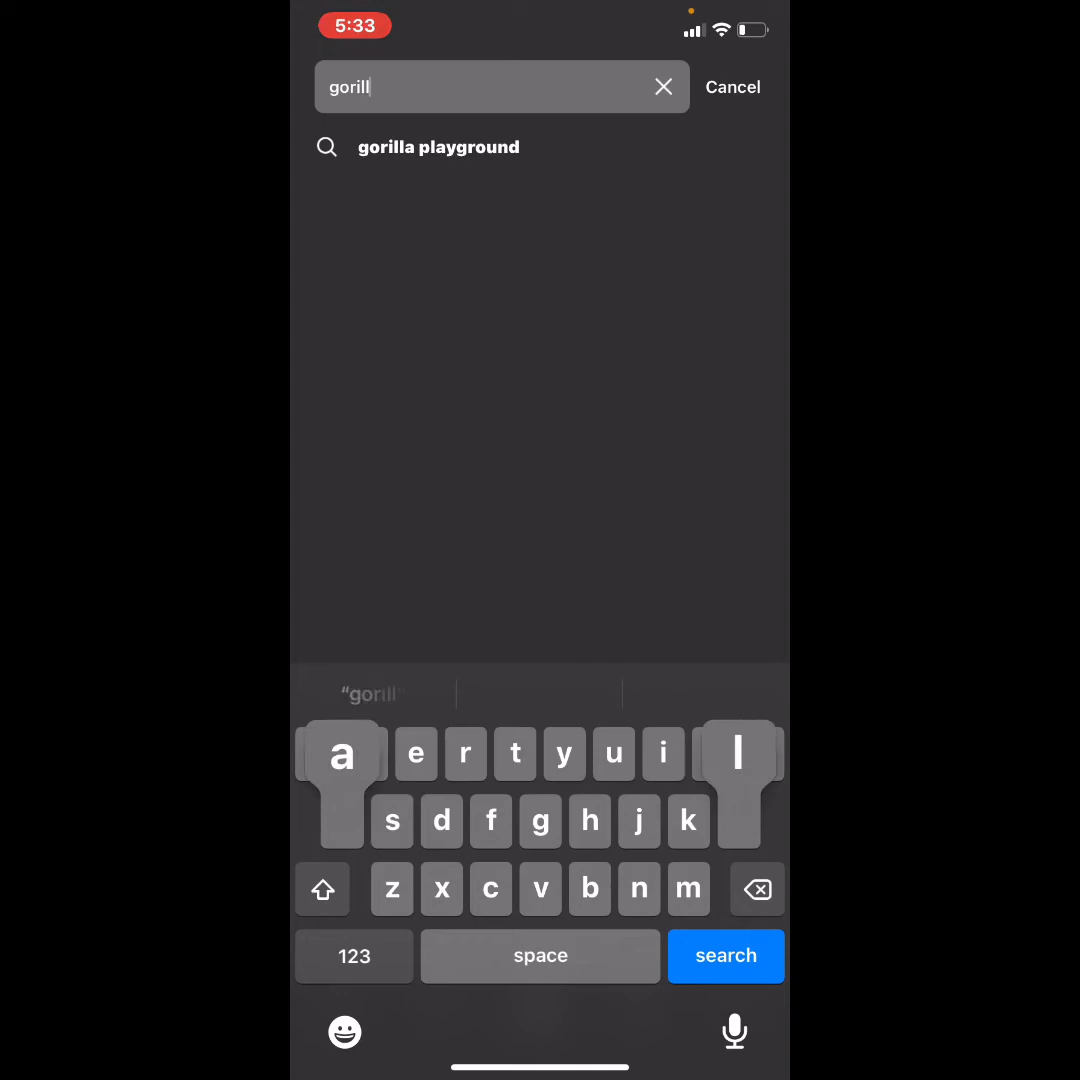 5:33
gorill
Cancel
gorilla playground
"gorill"
a e r t y u i l
s d f g h j k
z x c v b n m
123 space search